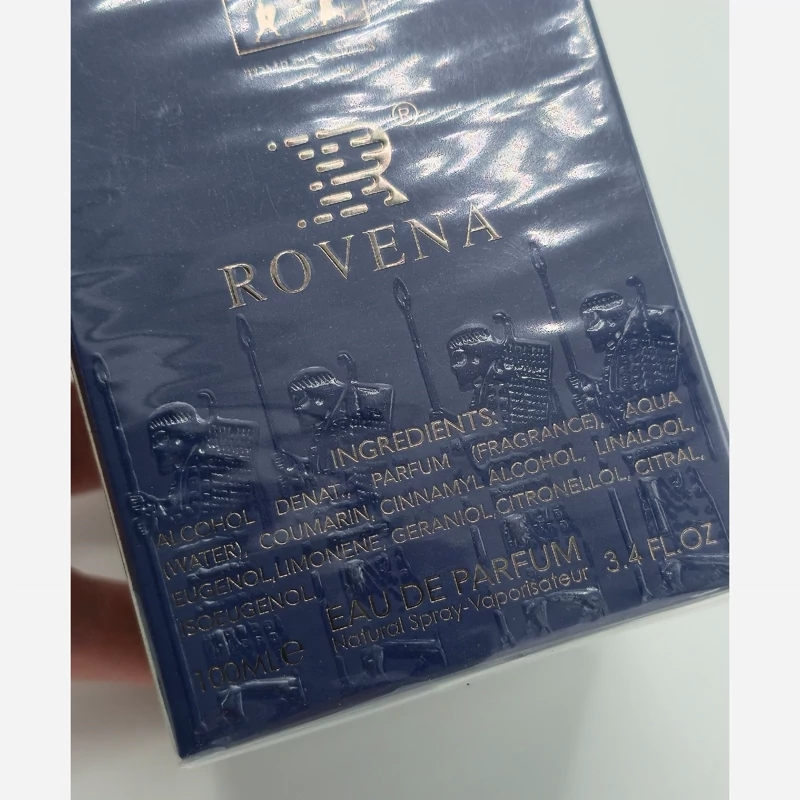 R®
ROVENA
INGREDIENTS:
ALCOHOL DENAT., PARFUM (FRAGRANCE), AQUA
(WATER), COUMARIN, CINNAMYL ALCOHOL, LINALOOL,
EUGENOL,LIMONENE, GERANIOL,CITRONELLOL, CITRAL,
ISOEUGENOL,
EAU DE PARFUM
100ML e Natural Spray-Vaporisateur 3.4 FL.OZ